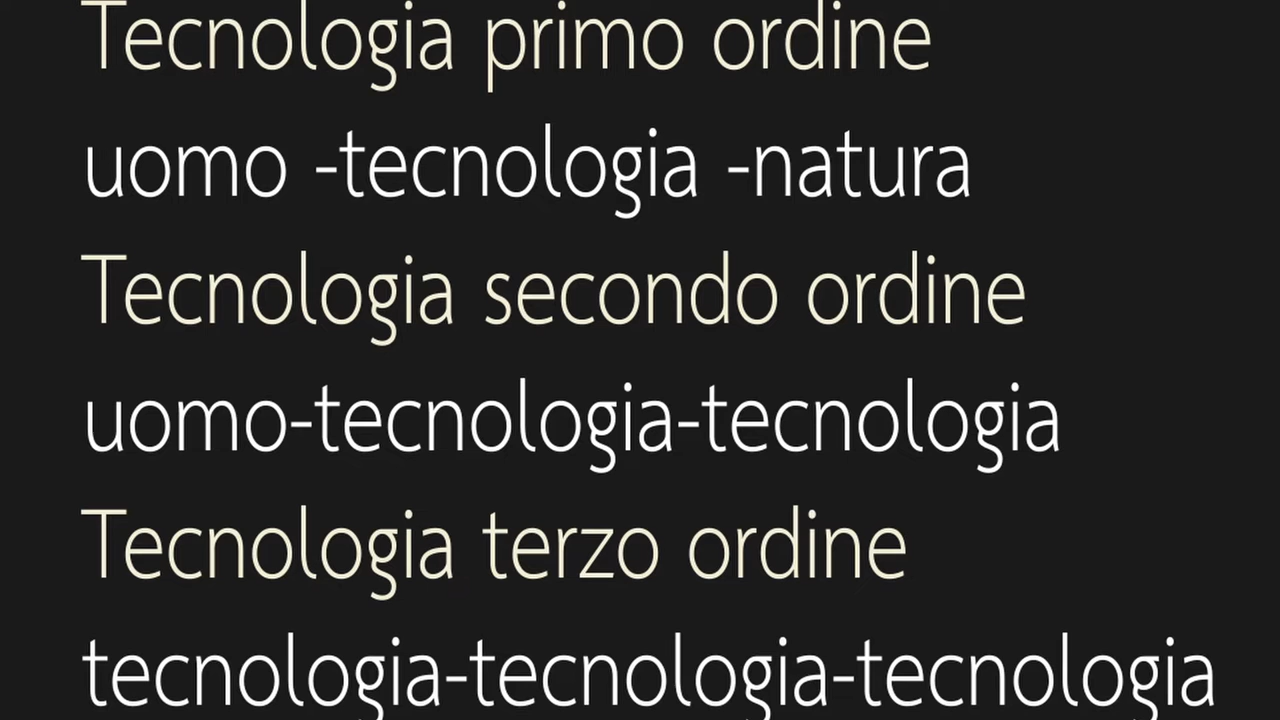 Tecnologia primo ordine
uomo -tecnologia -natura
Tecnologia secondo ordine
uomo-tecnologia-tecnologia
Tecnologia terzo ordine
tecnologia-tecnologia-tecnologia